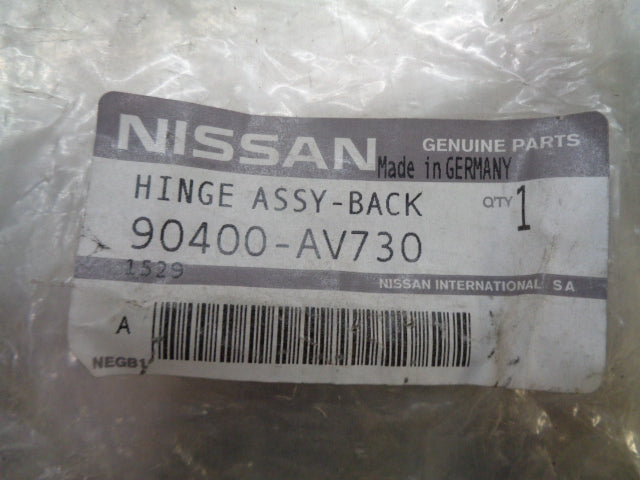 NISSAN GENUINE PARTS
Made in GERMANY
HINGE ASSY-BACK QTY 1
90400-AV730
1529
NISSAN INTERNATIONAL SA
A
NEGB1